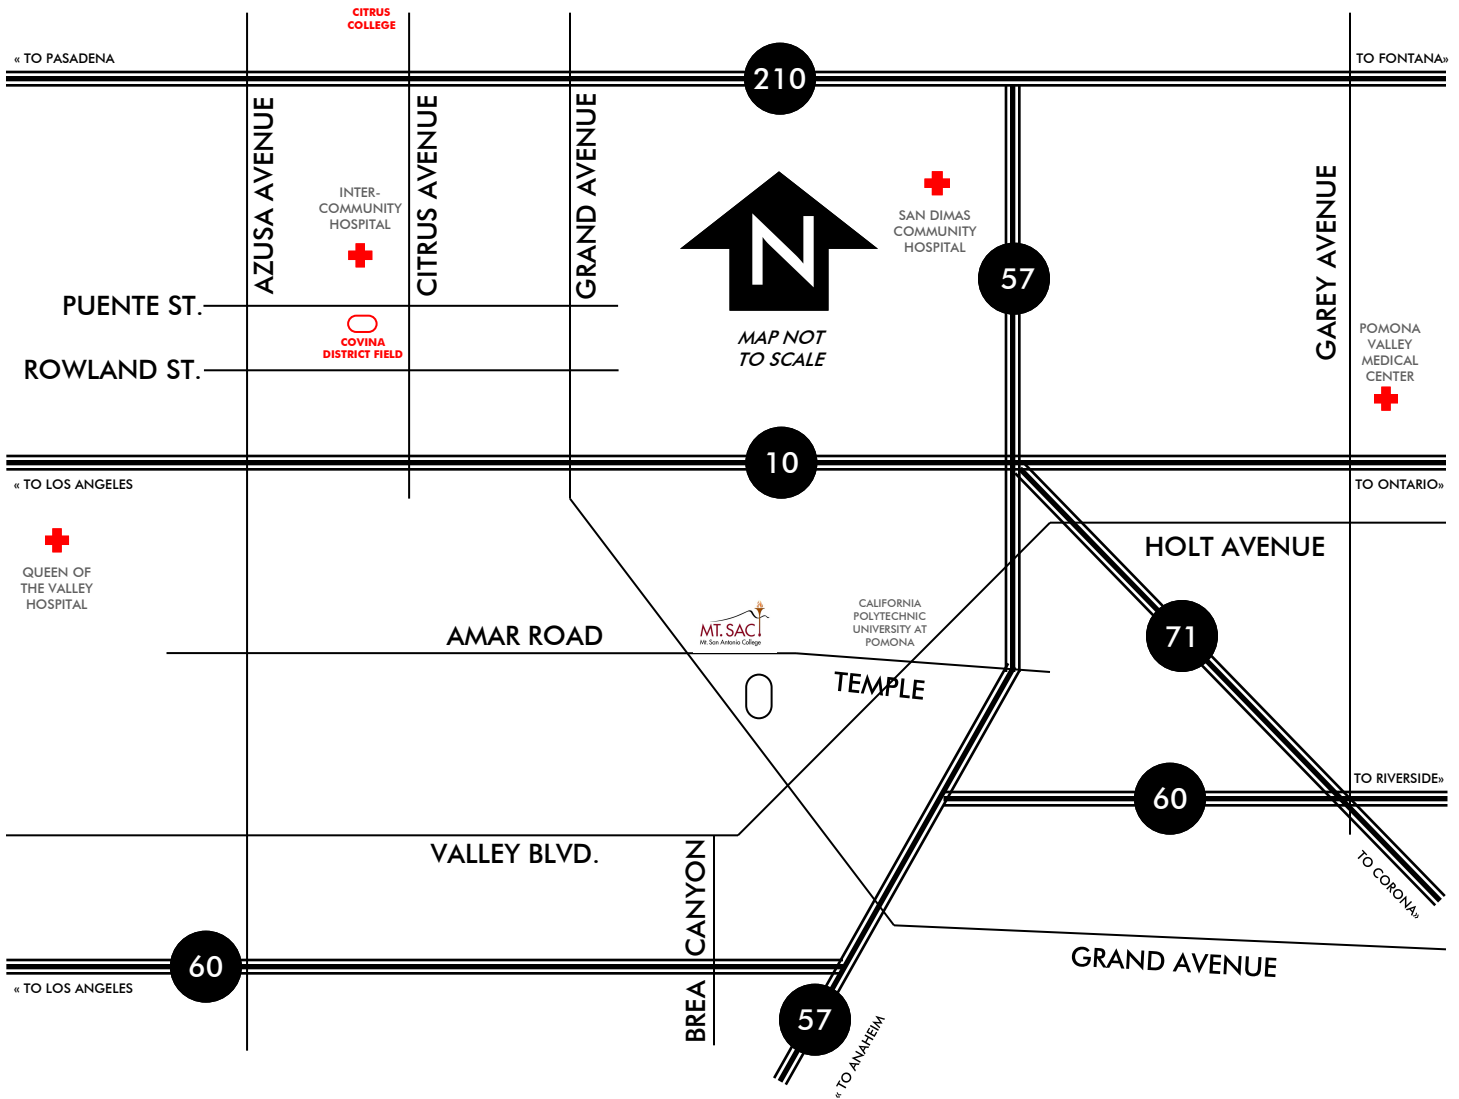 CITRUS
COLLEGE
« TO PASADENA
TO FONTANA»
210
AZUSA AVENUE
CITRUS AVENUE
GRAND AVENUE
INTER-
COMMUNITY
HOSPITAL
N
SAN DIMAS
COMMUNITY
HOSPITAL
57
GAREY AVENUE
PUENTE ST.
COVINA
DISTRICT FIELD
MAP NOT
TO SCALE
POMONA
VALLEY
MEDICAL
CENTER
ROWLAND ST.
10
« TO LOS ANGELES
TO ONTARIO»
HOLT AVENUE
QUEEN OF
THE VALLEY
HOSPITAL
CALIFORNIA
POLYTECHNIC
UNIVERSITY AT
POMONA
AMAR ROAD
MT. SAC
Mt. San Antonio College
71
TEMPLE
TO RIVERSIDE»
60
VALLEY BLVD.
BREA CANYON
TO CORONA»
60
GRAND AVENUE
« TO LOS ANGELES
57
« TO ANAHEIM